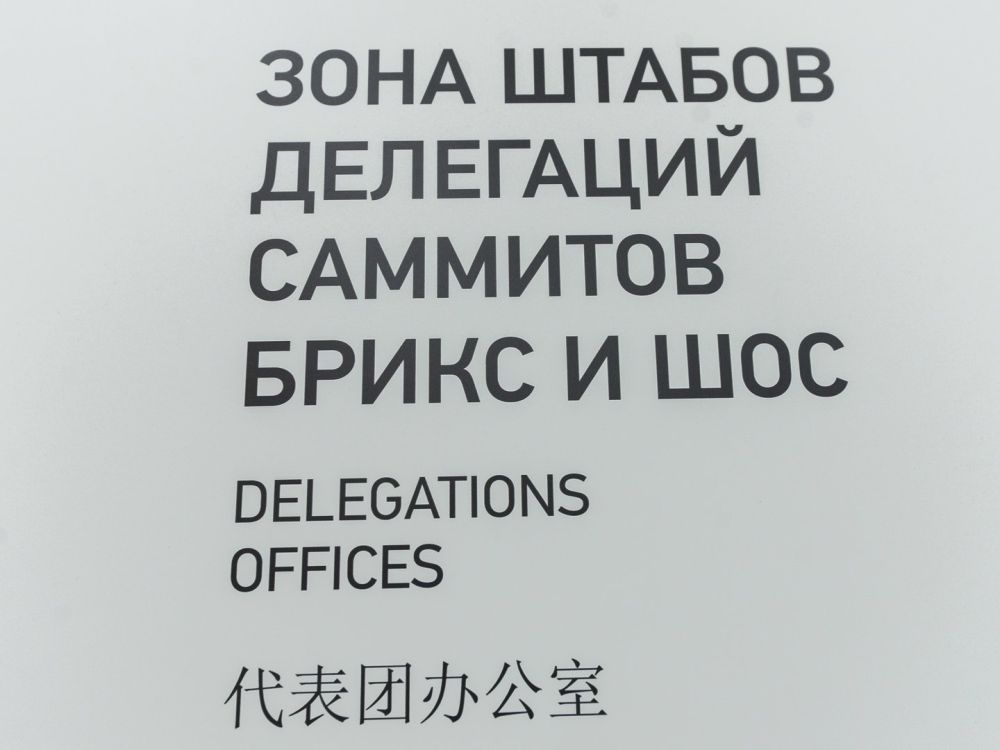 ЗОНА ШТАБОВ
ДЕЛЕГАЦИЙ
САММИТОВ
БРИКС И ШОС
DELEGATIONS
OFFICES
代表团办公室